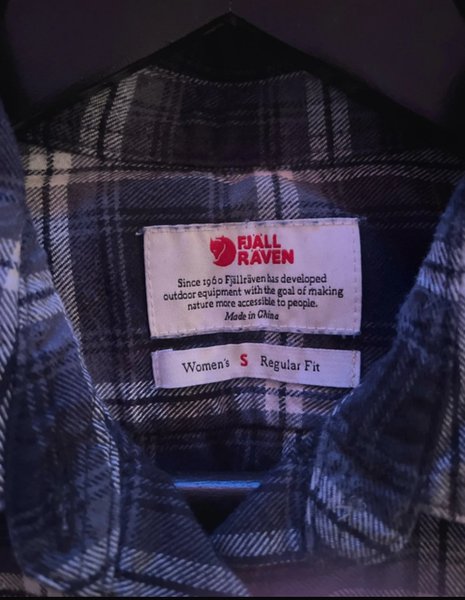 FJÄLL
RÄVEN
Since 1960 Fjällräven has developed
outdoor equipment with the goal of making
nature more accessible to people.
Made in China
Women's S Regular Fit